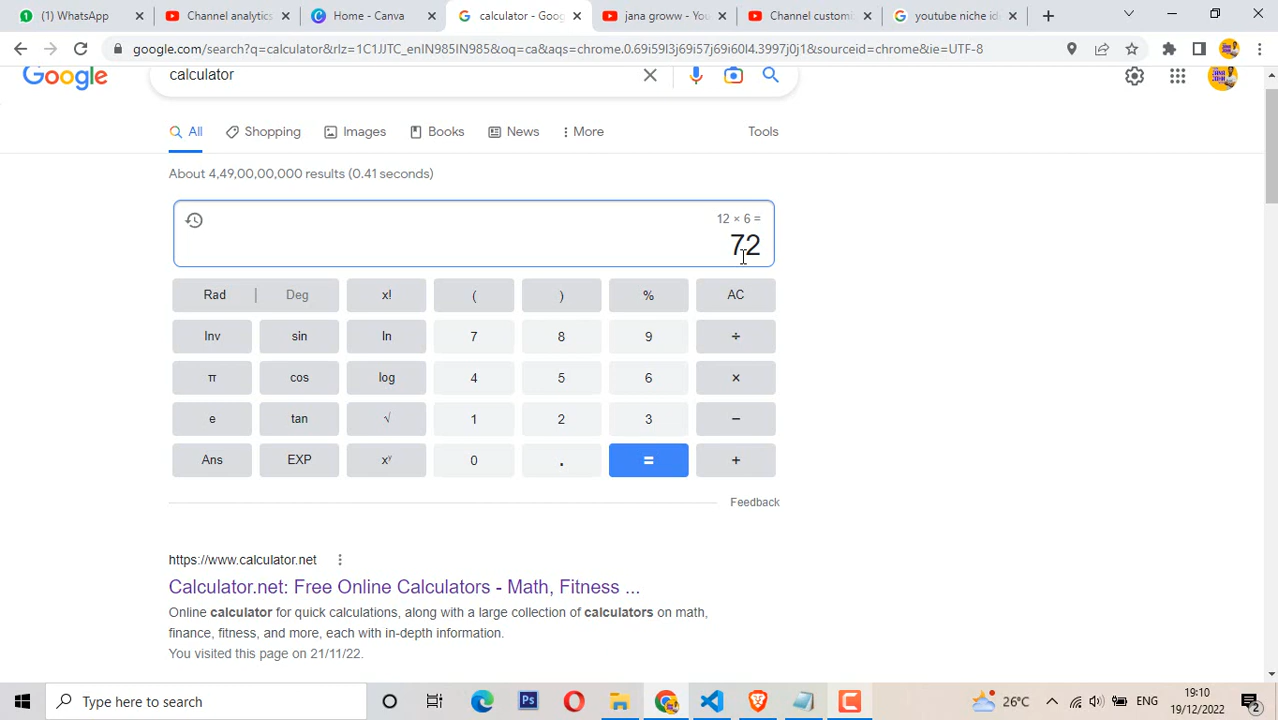 (1) WhatsApp
Channel analytics
Home - Canva
calculator - Goog
jana groww - You
Channel customi
youtube niche id
google.com/search?q=calculator&rlz=1C1JJTC_enIN985IN985&oq=ca&aqs=chrome.0.69i59l3j69i57j69i60l4.3997j0j1&sourceid=chrome&ie=UTF-8
Google
calculator
All
Shopping
Images
Books
News
More
Tools
About 4,49,00,00,000 results (0.41 seconds)
12 × 6 =
72
Rad | Deg x! ( ) % AC
Inv sin ln 7 8 9 ÷
π cos log 4 5 6 ×
e tan √ 1 2 3 −
Ans EXP xʸ 0 . = +
Feedback
https://www.calculator.net
Calculator.net: Free Online Calculators - Math, Fitness ...
Online calculator for quick calculations, along with a large collection of calculators on math,
finance, fitness, and more, each with in-depth information.
You visited this page on 21/11/22.
Type here to search
Ps
26°C
ENG
19:10
19/12/2022
2